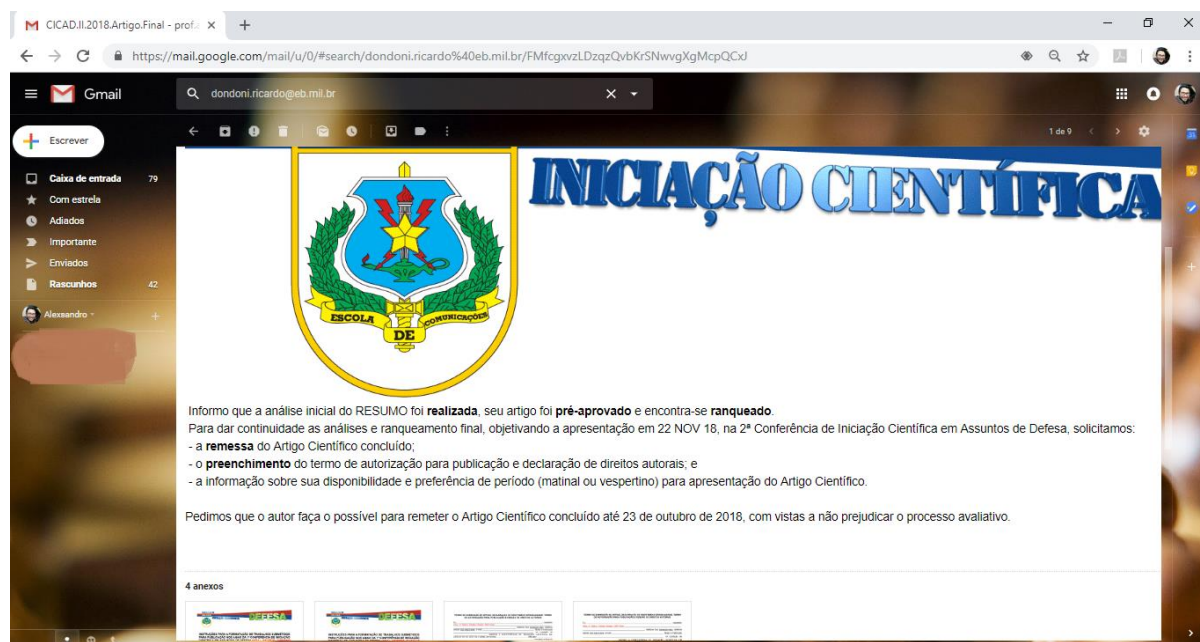 CICAD.II.2018.Artigo.Final - prof.
https://mail.google.com/mail/u/0/#search/dondoni.ricardo%40eb.mil.br/FMfcgxvzLDzqzQvbKrSNwvgXgMcpQCxJ
Gmail
dondoni.ricardo@eb.mil.br
Escrever
1 de 9
Caixa de entrada 79
Com estrela
Adiados
Importante
Enviados
Rascunhos 42
Alexsandro
INICIAÇÃO CIENTÍFICA
ESCOLA DE COMUNICAÇÕES
Informo que a análise inicial do RESUMO foi realizada, seu artigo foi pré-aprovado e encontra-se ranqueado.
Para dar continuidade as análises e ranqueamento final, objetivando a apresentação em 22 NOV 18, na 2ª Conferência de Iniciação Científica em Assuntos de Defesa, solicitamos:
- a remessa do Artigo Científico concluído;
- o preenchimento do termo de autorização para publicação e declaração de direitos autorais; e
- a informação sobre sua disponibilidade e preferência de período (matinal ou vespertino) para apresentação do Artigo Científico.
Pedimos que o autor faça o possível para remeter o Artigo Científico concluído até 23 de outubro de 2018, com vistas a não prejudicar o processo avaliativo.
4 anexos
DEFESA
DEFESA